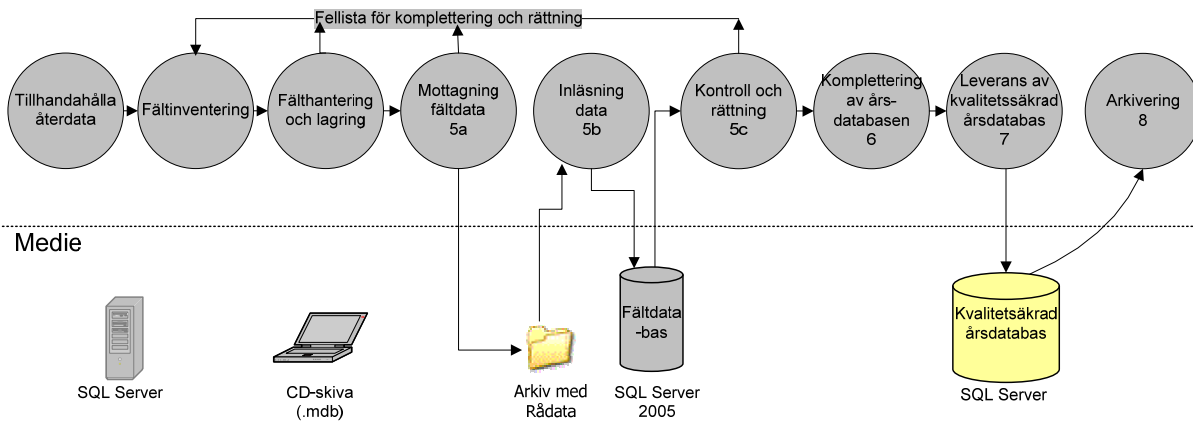 Fellista för komplettering och rättning
Tillhandahålla
återdata
Fältinventering
Fälthantering
och lagring
Mottagning
fältdata
5a
Inläsning
data
5b
Kontroll och
rättning
5c
Komplettering
av års-
databasen
6
Leverans av
kvalitetssäkrad
årsdatabas
7
Arkivering
8
Medie
SQL Server
CD-skiva
(.mdb)
Arkiv med
Rådata
Fältdata
-bas
SQL Server
2005
Kvalitetsäkrad
årsdatabas
SQL Server